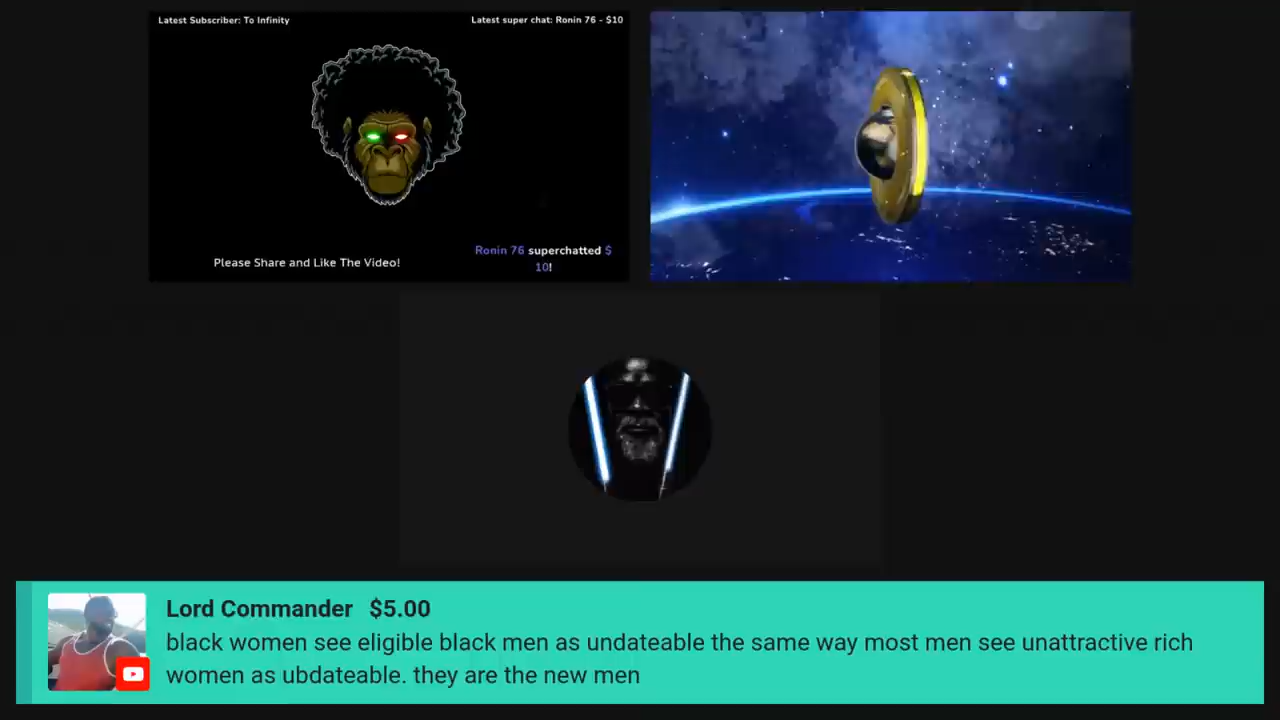 Latest Subscriber: To Infinity
Latest super chat: Ronin 76 - $10
Please Share and Like The Video!
Ronin 76 superchatted $
10!
Lord Commander $5.00
black women see eligible black men as undateable the same way most men see unattractive rich
women as ubdateable. they are the new men